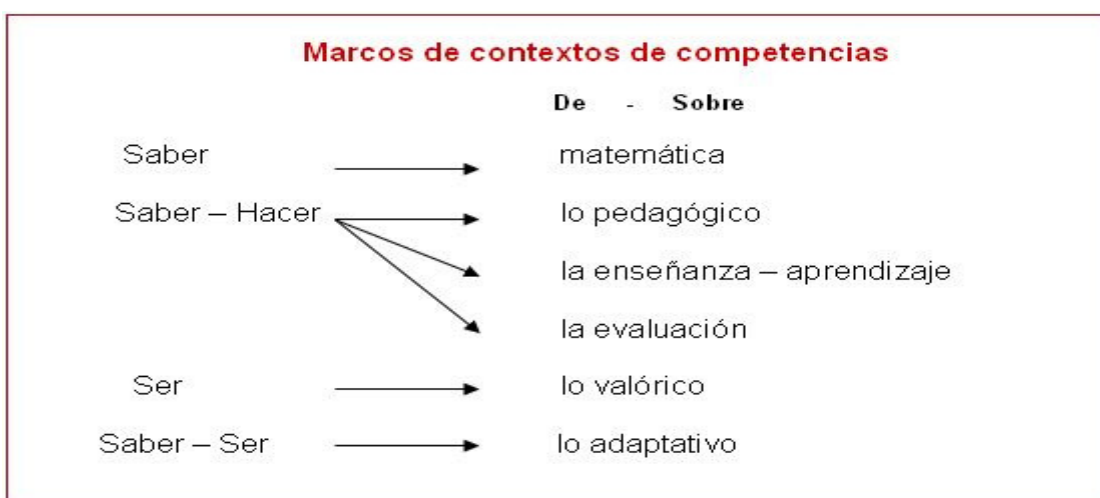 Marcos de contextos de competencias
De - Sobre
Saber matemática
Saber – Hacer lo pedagógico
la enseñanza – aprendizaje
la evaluación
Ser lo valórico
Saber – Ser lo adaptativo